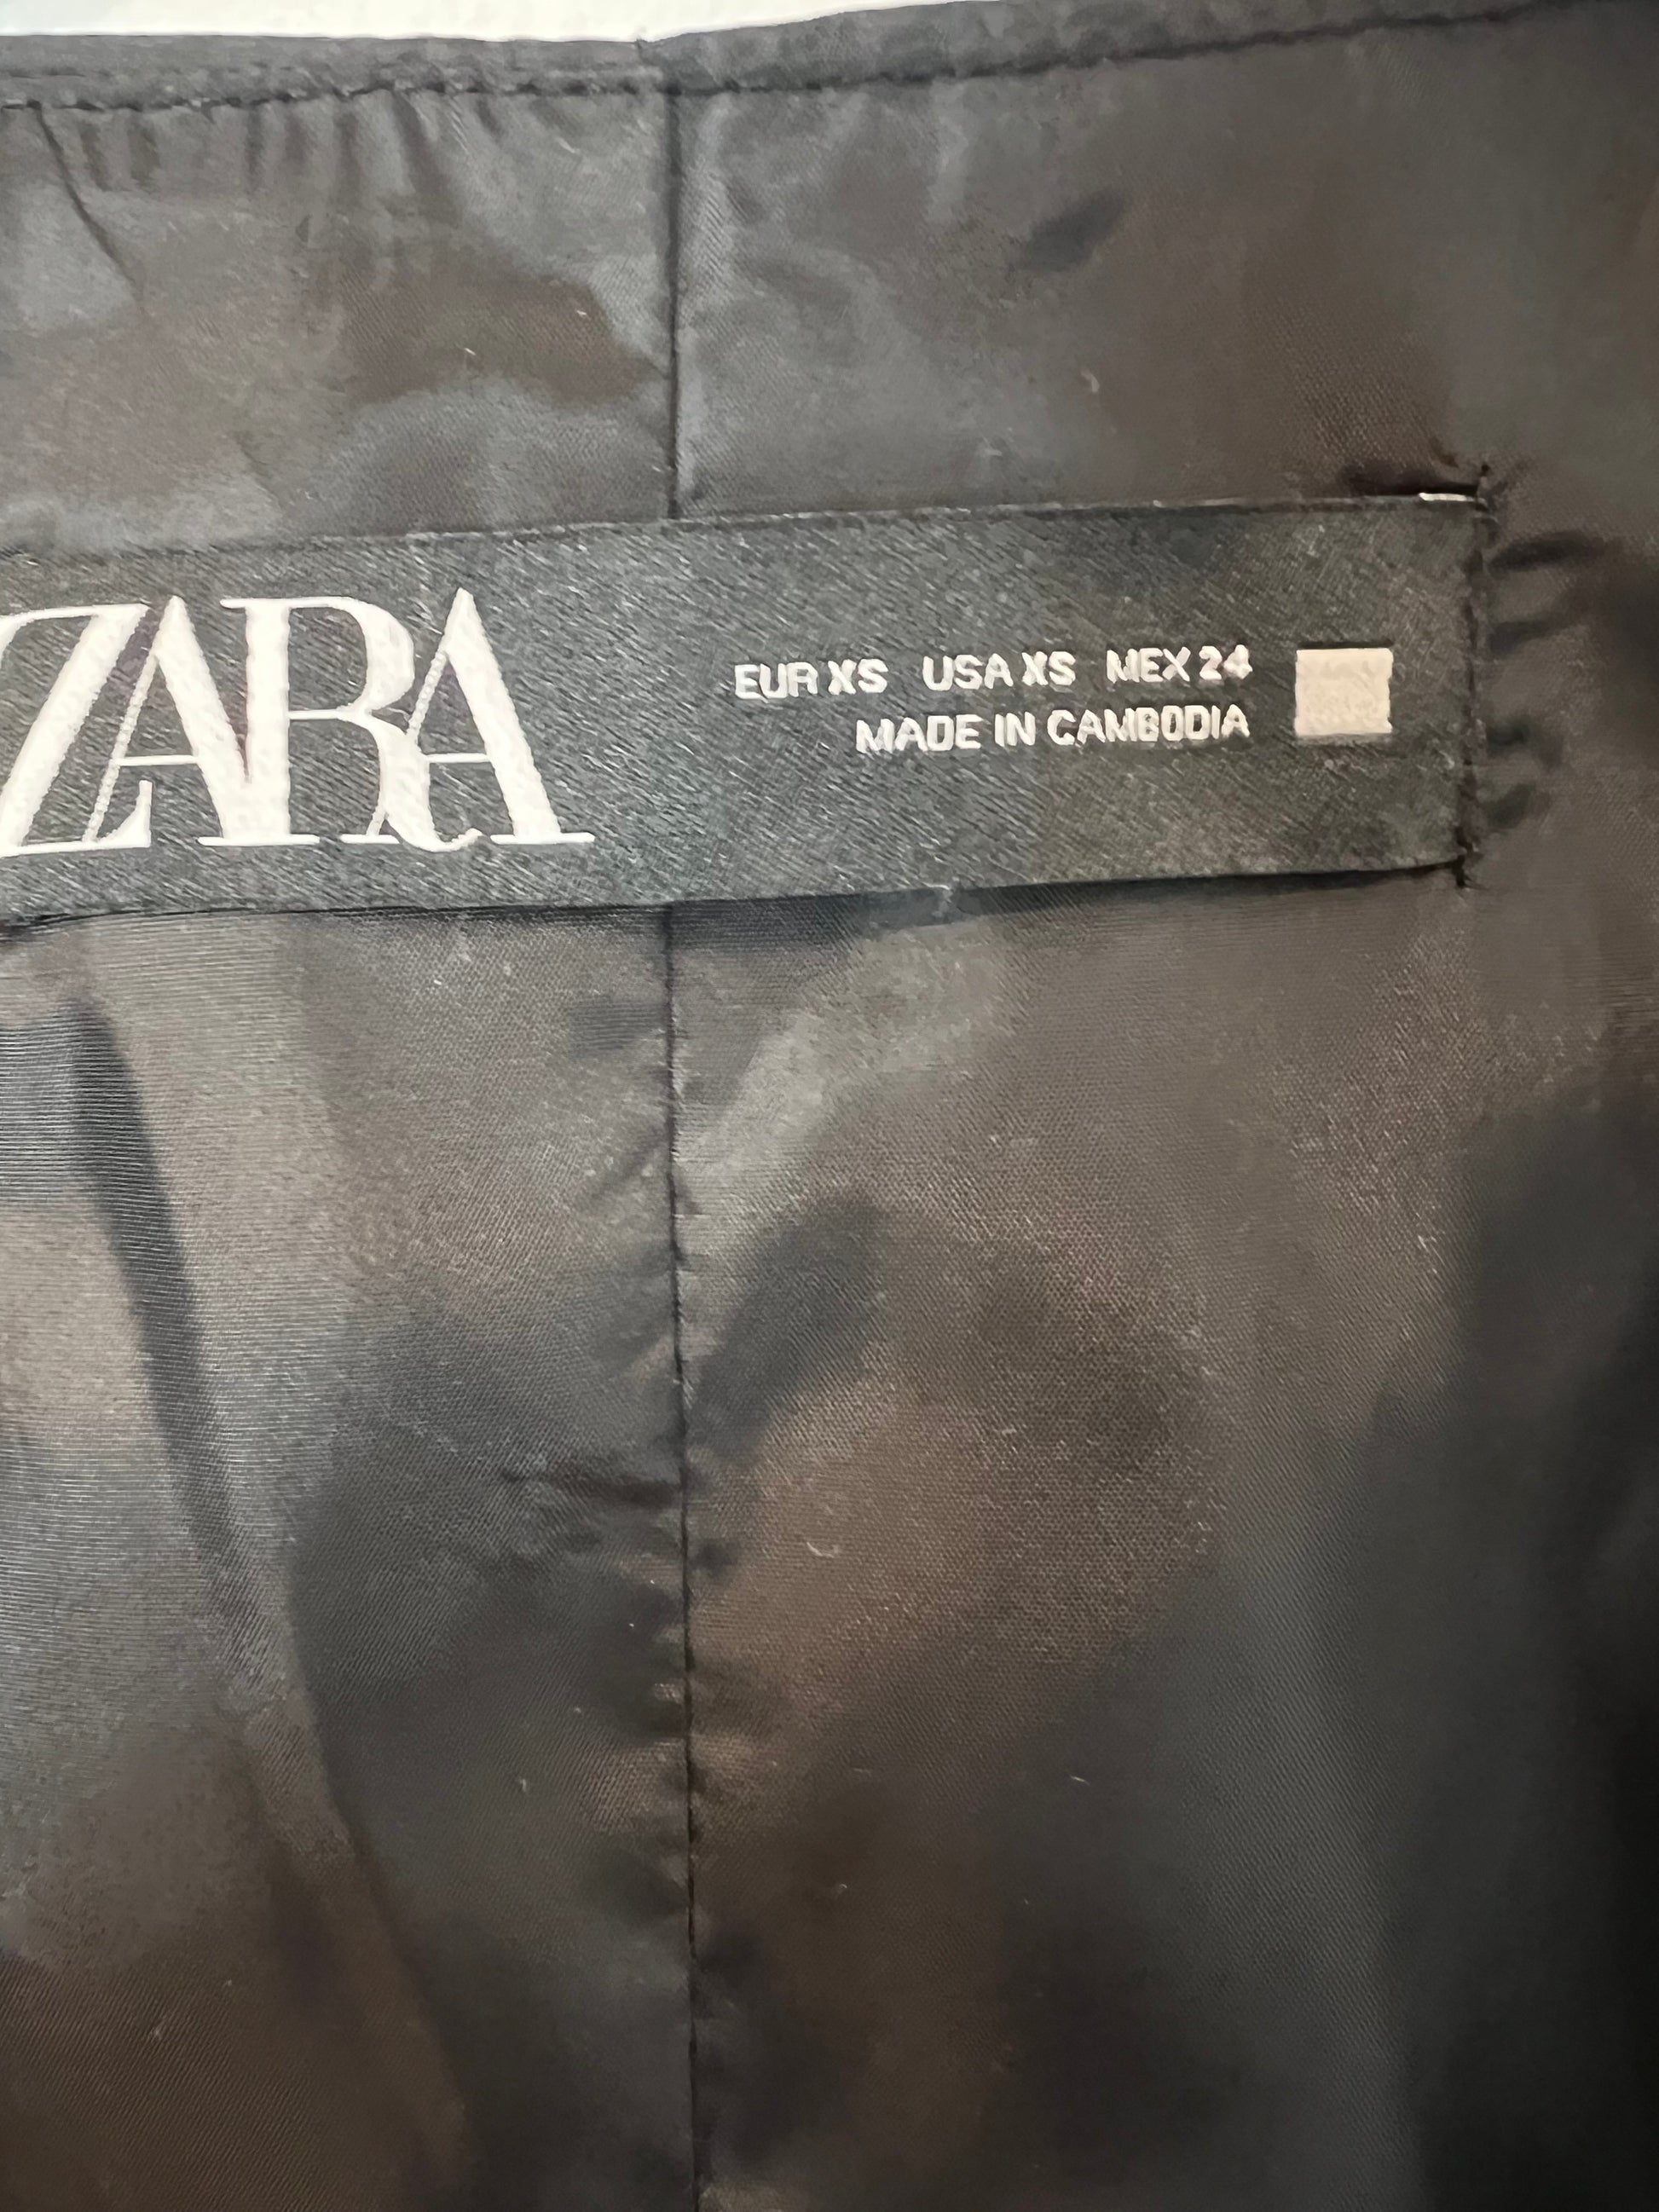 ZARA
EUR XS USA XS MEX 24
MADE IN CAMBODIA